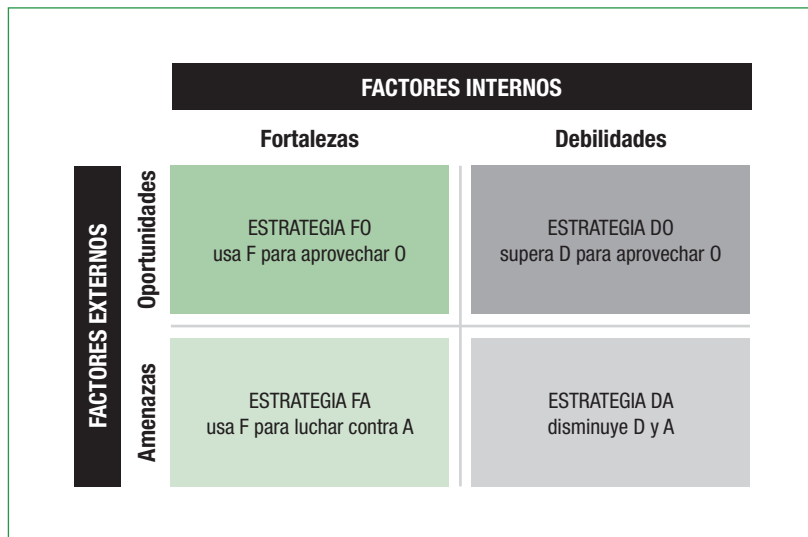 FACTORES INTERNOS
Fortalezas
Debilidades
FACTORES EXTERNOS
Oportunidades
ESTRATEGIA FO
usa F para aprovechar O
ESTRATEGIA DO
supera D para aprovechar O
Amenazas
ESTRATEGIA FA
usa F para luchar contra A
ESTRATEGIA DA
disminuye D y A